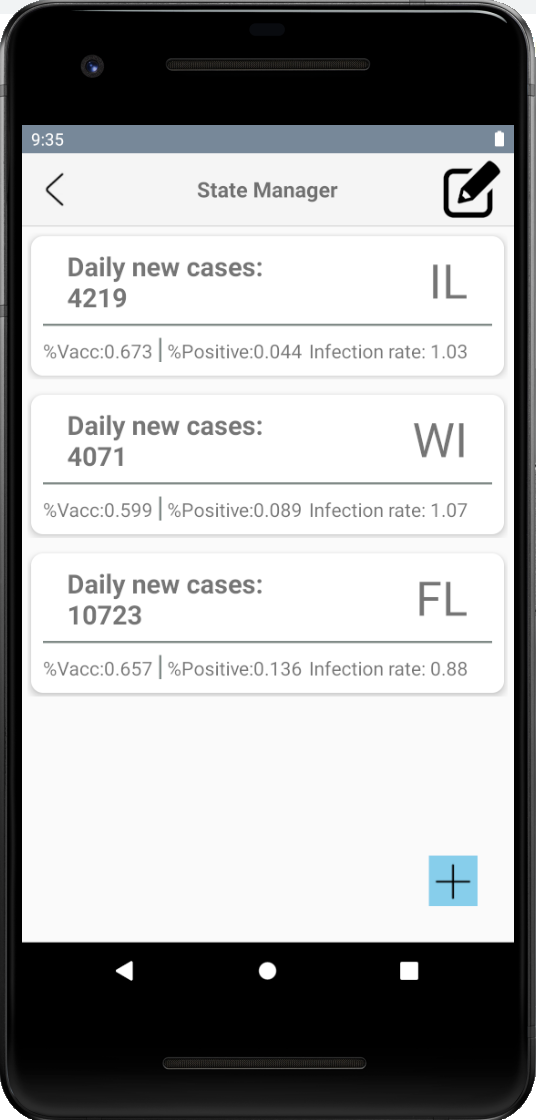 9:35
State Manager
Daily new cases:
4219
IL
%Vacc:0.673 | %Positive:0.044 Infection rate: 1.03
Daily new cases:
4071
WI
%Vacc:0.599 | %Positive:0.089 Infection rate: 1.07
Daily new cases:
10723
FL
%Vacc:0.657 | %Positive:0.136 Infection rate: 0.88